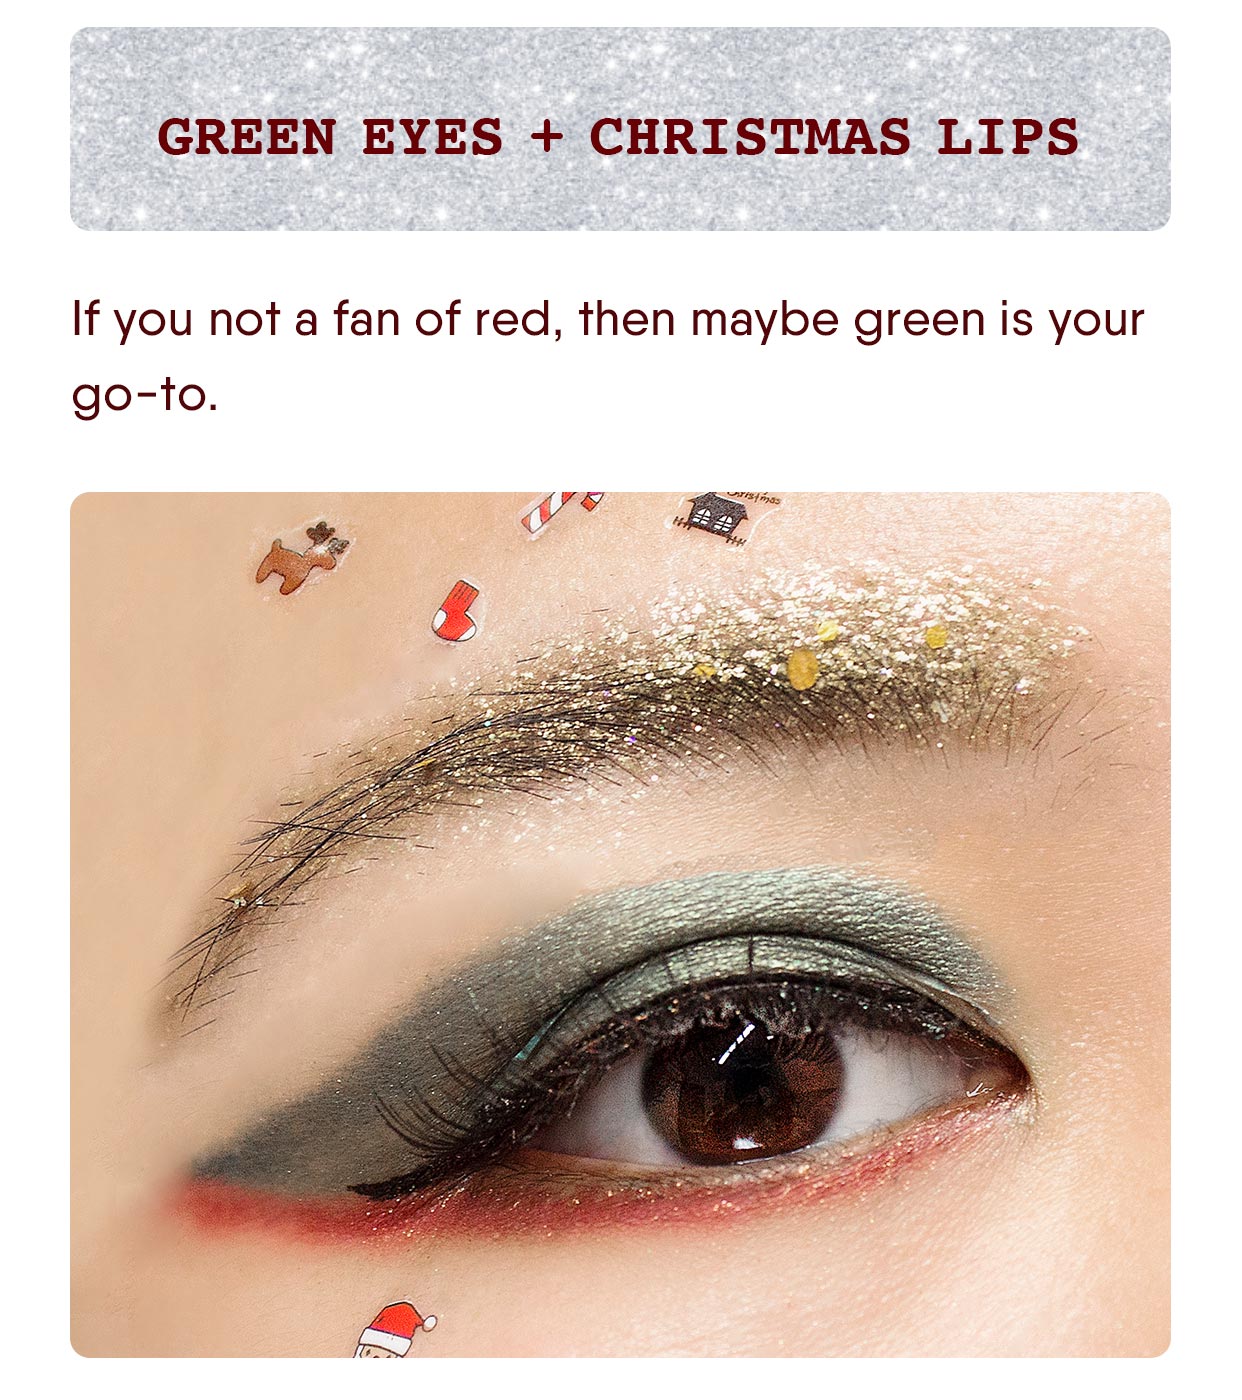 GREEN EYES + CHRISTMAS LIPS
If you not a fan of red, then maybe green is your
go-to.
Christmas